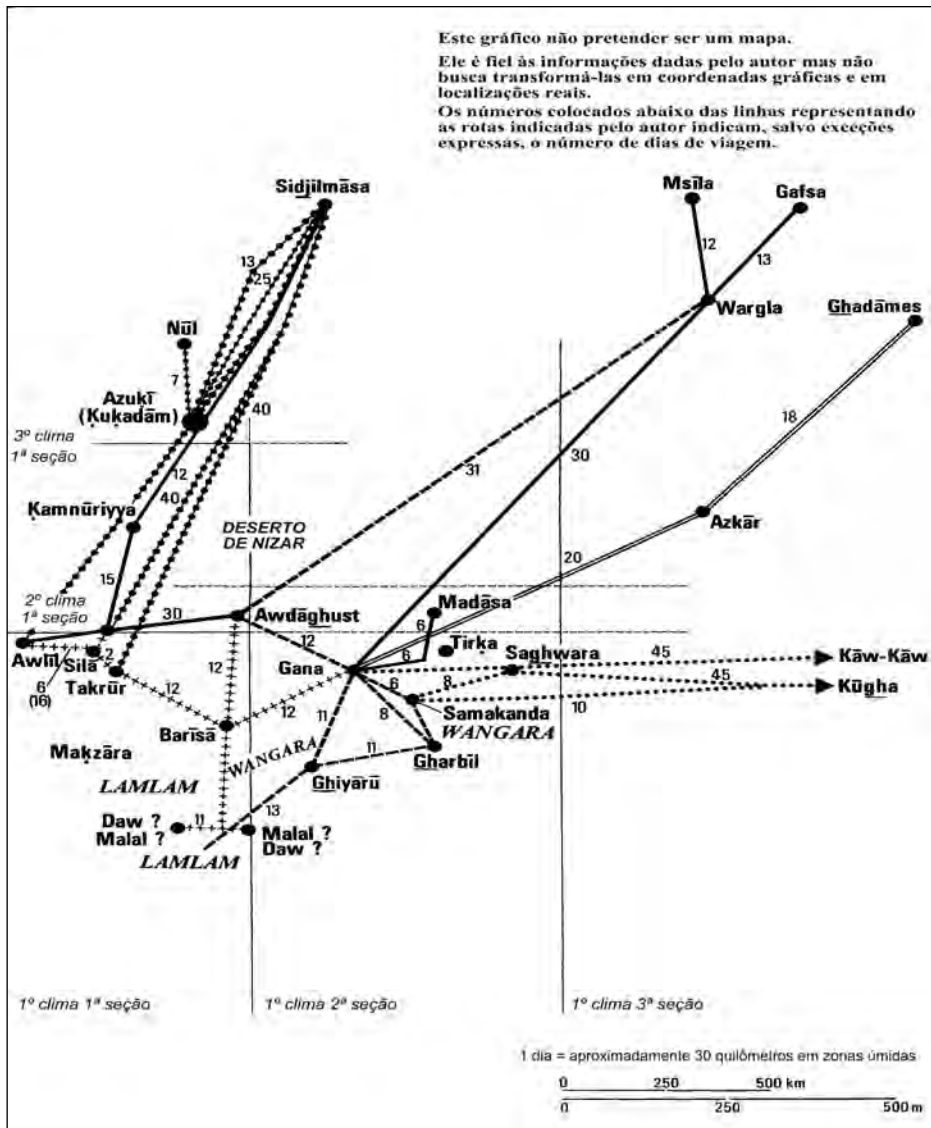 Este gráfico não pretender ser um mapa.
Ele é fiel às informações dadas pelo autor mas não
busca transformá-las em coordenadas gráficas e em
localizações reais.
Os números colocados abaixo das linhas representando
as rotas indicadas pelo autor indicam, salvo exceções
expressas, o número de dias de viagem.
Sidjilmāsa
Msīla
Gafsa
13
25
12
13
Nūl
Wargla
Ghadāmes
7
Azuḳī
(Ḳuḳadām)
40
18
3º clima
1ª seção
12
31
30
40
Ḳamnūriyya
Azkār
DESERTO
DE NIZAR
20
15
2º clima
1ª seção
30
Awdāghust
Madāsa
6
12
Tirḳa
Awlīl
Silā
2
Saghwara
45
Kāw-Kāw
6
(16)
Takrūr
12
Gana
6
6
8
45
Kūgha
12
12
11
8
Samakanda
10
Barīsā
WANGARA
Maḳzāra
WANGARA
11
Gharbīl
Ghiyārū
LAMLAM
13
Daw ?
Malal ?
11
Malal ?
Daw ?
LAMLAM
1º clima 1ª seção
1º clima 2ª seção
1º clima 3ª seção
1 dia = aproximadamente 30 quilômetros em zonas úmidas
0 250 500 km
0 250 500 m